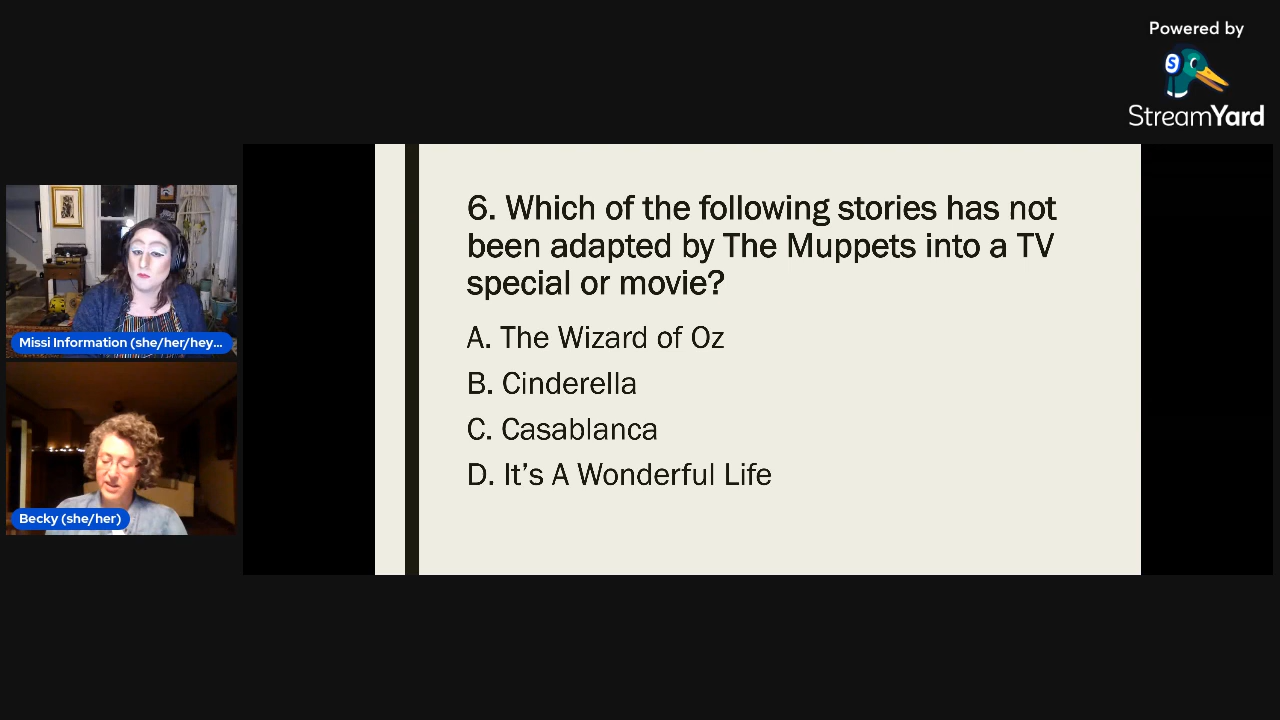 Powered by
S
StreamYard
6. Which of the following stories has not
been adapted by The Muppets into a TV
special or movie?
A. The Wizard of Oz
B. Cinderella
C. Casablanca
D. It’s A Wonderful Life
Missi Information (she/her/hey...
Becky (she/her)